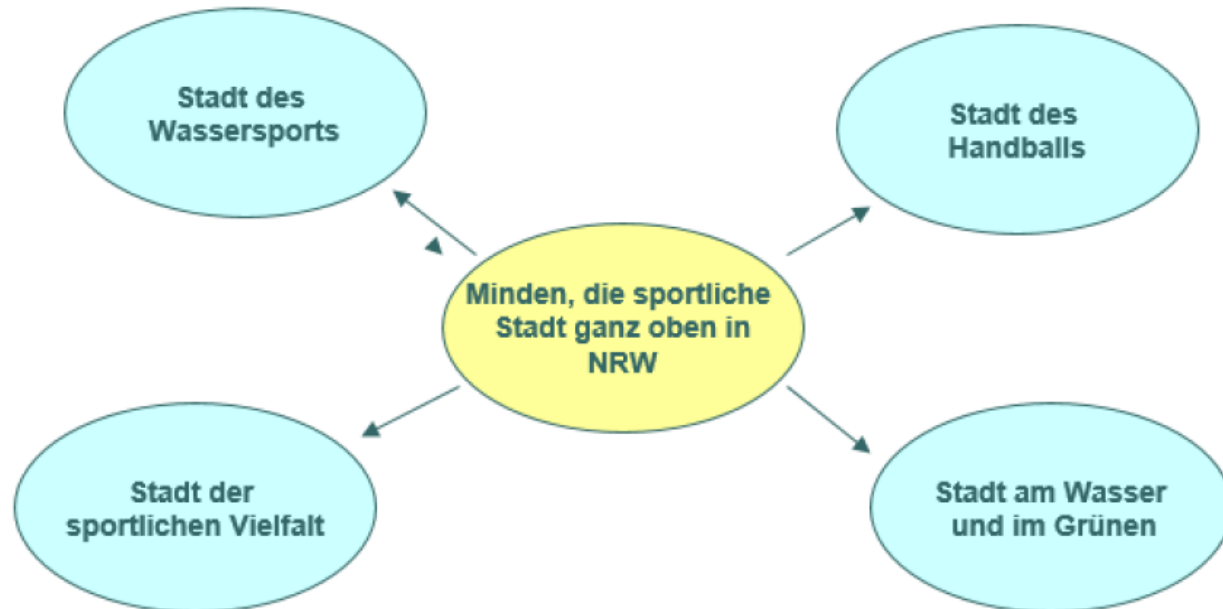 Stadt des
Wassersports
Stadt des
Handballs
Minden, die sportliche
Stadt ganz oben in
NRW
Stadt der
sportlichen Vielfalt
Stadt am Wasser
und im Grünen